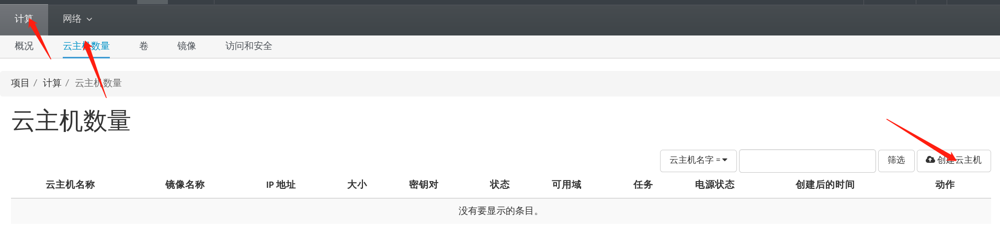 计算 网络
概况 云主机数量 卷 镜像 访问和安全
项目 / 计算 / 云主机数量
云主机数量
云主机名字 = 筛选 创建云主机
云主机名称 镜像名称 IP 地址 大小 密钥对 状态 可用域 任务 电源状态 创建后的时间 动作
没有要显示的条目。